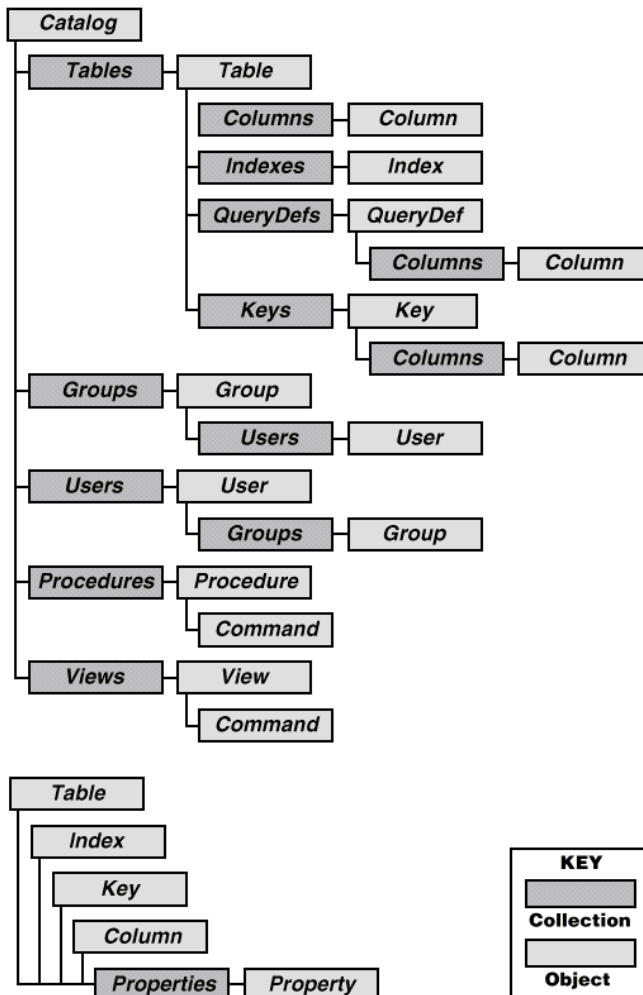 Catalog
Tables Table
Columns Column
Indexes Index
QueryDefs QueryDef
Columns Column
Keys Key
Columns Column
Groups Group
Users User
Users User
Groups Group
Procedures Procedure
Command
Views View
Command
Table
Index
Key
Column
Properties Property
KEY
Collection
Object